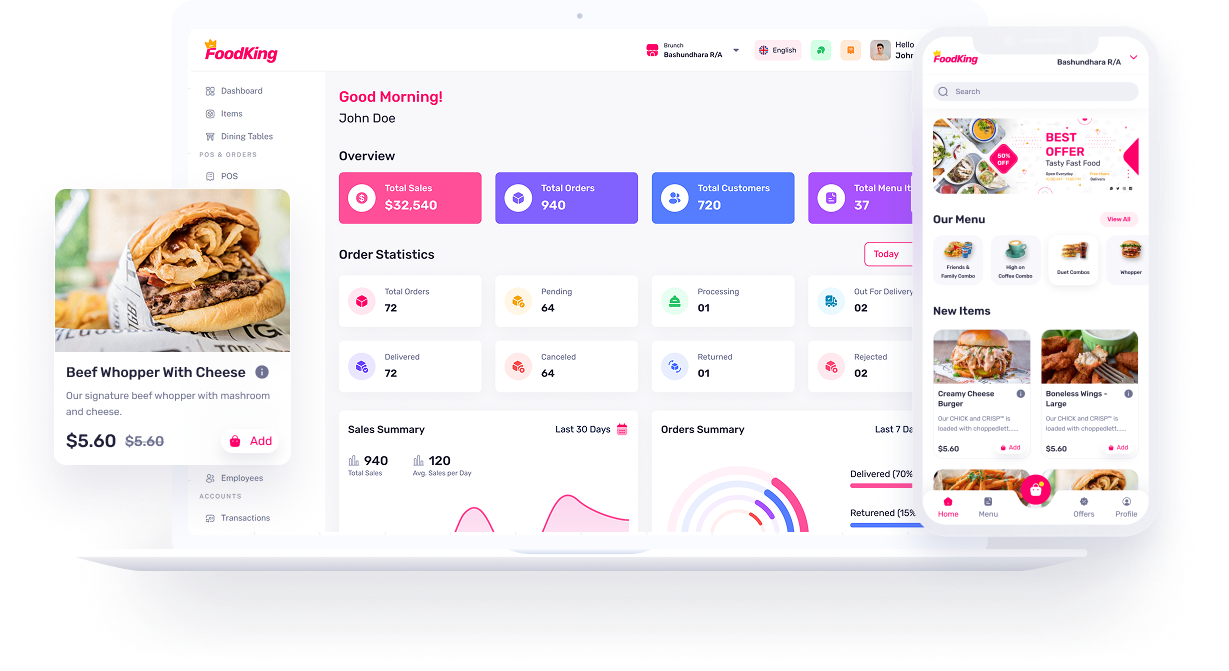 FoodKing
Brunch
Bashundhara R/A
English
Hello
John
Dashboard
Items
Dining Tables
POS & ORDERS
POS
Employees
ACCOUNTS
Transactions
Good Morning!
John Doe
Overview
Total Sales
$32,540
Total Orders
940
Total Customers
720
Total Menu It
37
Order Statistics
Today
Total Orders
72
Pending
64
Processing
01
Out For Delivery
02
Delivered
72
Canceled
64
Returned
01
Rejected
02
Sales Summary
Last 30 Days
940
Total Sales
120
Avg. Sales per Day
Orders Summary
Last 7 Da
Delivered (70%
Returened (15%
Beef Whopper With Cheese
Our signature beef whopper with mashroom
and cheese.
$5.60 $5.60
Add
FoodKing
Bashundhara R/A
Search
50%
OFF
BEST
OFFER
Tasty Fast Food
Our Menu
View All
Friends &
Family Combo
High on
Coffee Combo
Duet Combos
Whopper
New Items
Creamy Cheese
Burger
Our CHICK and CRISP™ is
loaded with choppedlett......
$5.60
Add
Boneless Wings -
Large
Our CHICK and CRISP™ is
loaded with choppedlett......
$5.60
Add
Home
Menu
Offers
Profile